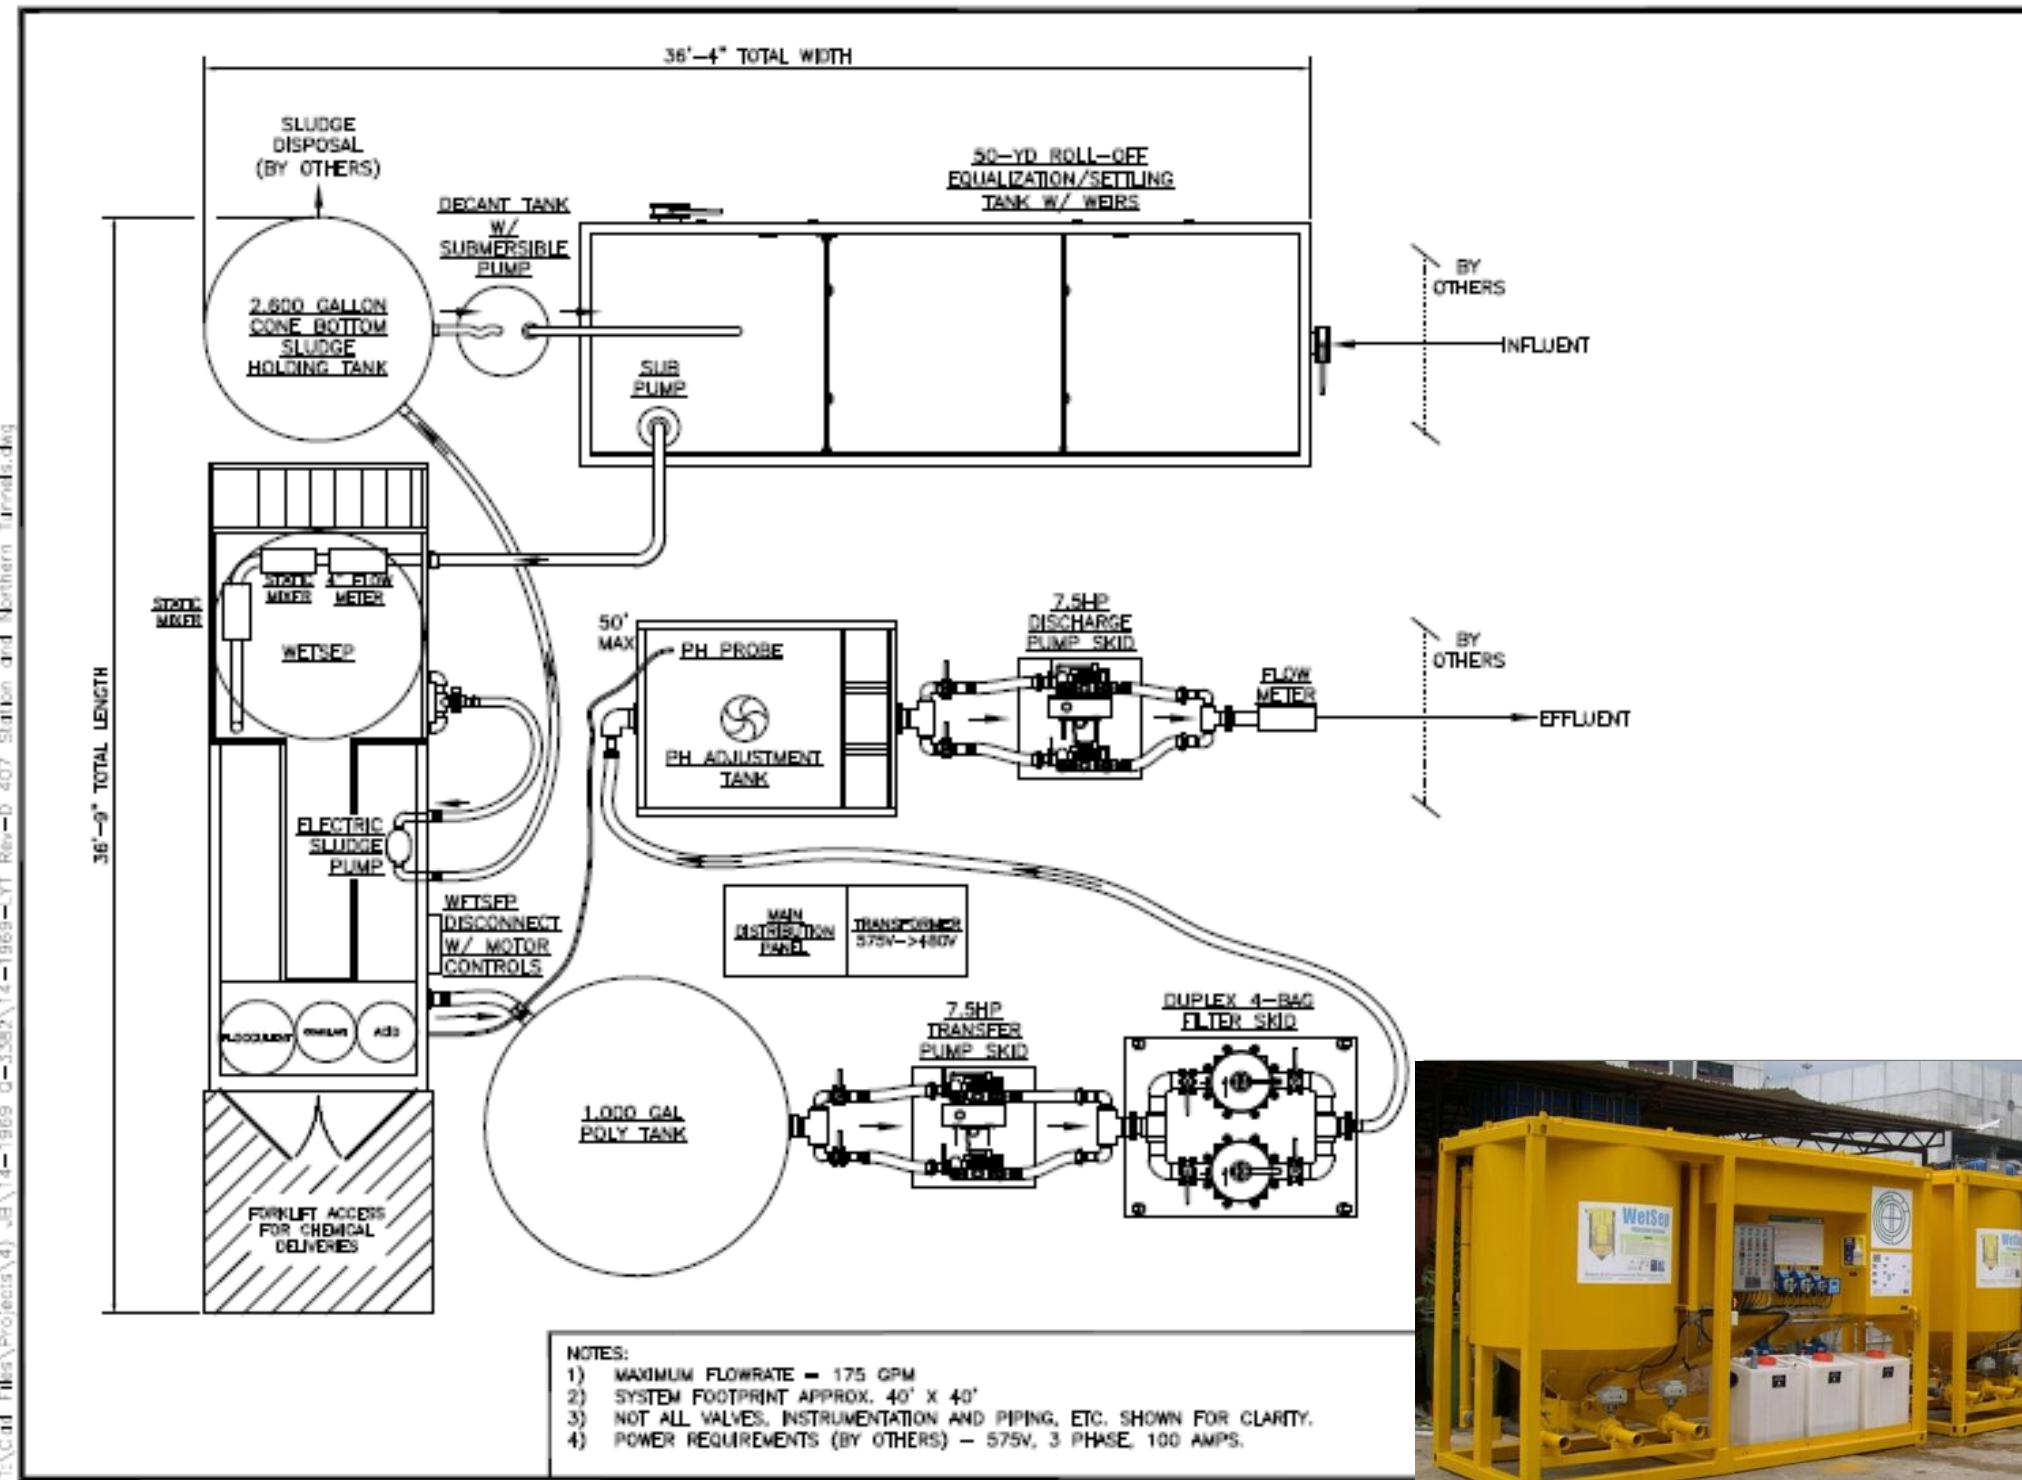 36'-4" TOTAL WIDTH
SLUDGE
DISPOSAL
(BY OTHERS)
DECANT TANK
W/
SUBMERSIBLE
PUMP
50-YD ROLL-OFF
EQUALIZATION/SETTLING
TANK W/ WEIRS
2,600 GALLON
CONE BOTTOM
SLUDGE
HOLDING TANK
SUB
PUMP
BY
OTHERS
INFLUENT
STATIC
MIXER
4" FLOW
METER
STATIC
MIXER
WETSEP
36'-9" TOTAL LENGTH
50'
MAX
PH PROBE
PH ADJUSTMENT
TANK
7.5HP
DISCHARGE
PUMP SKID
FLOW
METER
BY
OTHERS
EFFLUENT
ELECTRIC
SLUDGE
PUMP
WETSEP
DISCONNECT
W/ MOTOR
CONTROLS
MAIN
DISTRIBUTION
PANEL
TRANSFORMER
575V->480V
FLOCCULENT
ACID
1,000 GAL
POLY TANK
7.5HP
TRANSFER
PUMP SKID
DUPLEX 4-BAG
FILTER SKID
FORKLIFT ACCESS
FOR CHEMICAL
DELIVERIES
NOTES:
1) MAXIMUM FLOWRATE = 175 GPM
2) SYSTEM FOOTPRINT APPROX. 40' X 40'
3) NOT ALL VALVES, INSTRUMENTATION AND PIPING, ETC. SHOWN FOR CLARITY.
4) POWER REQUIREMENTS (BY OTHERS) - 575V, 3 PHASE, 100 AMPS.
WetSep